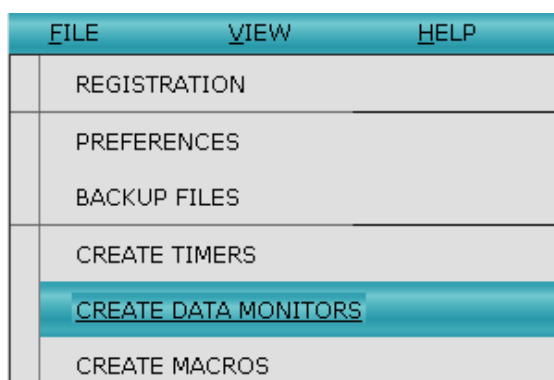 FILE VIEW HELP
REGISTRATION
PREFERENCES
BACKUP FILES
CREATE TIMERS
CREATE DATA MONITORS
CREATE MACROS